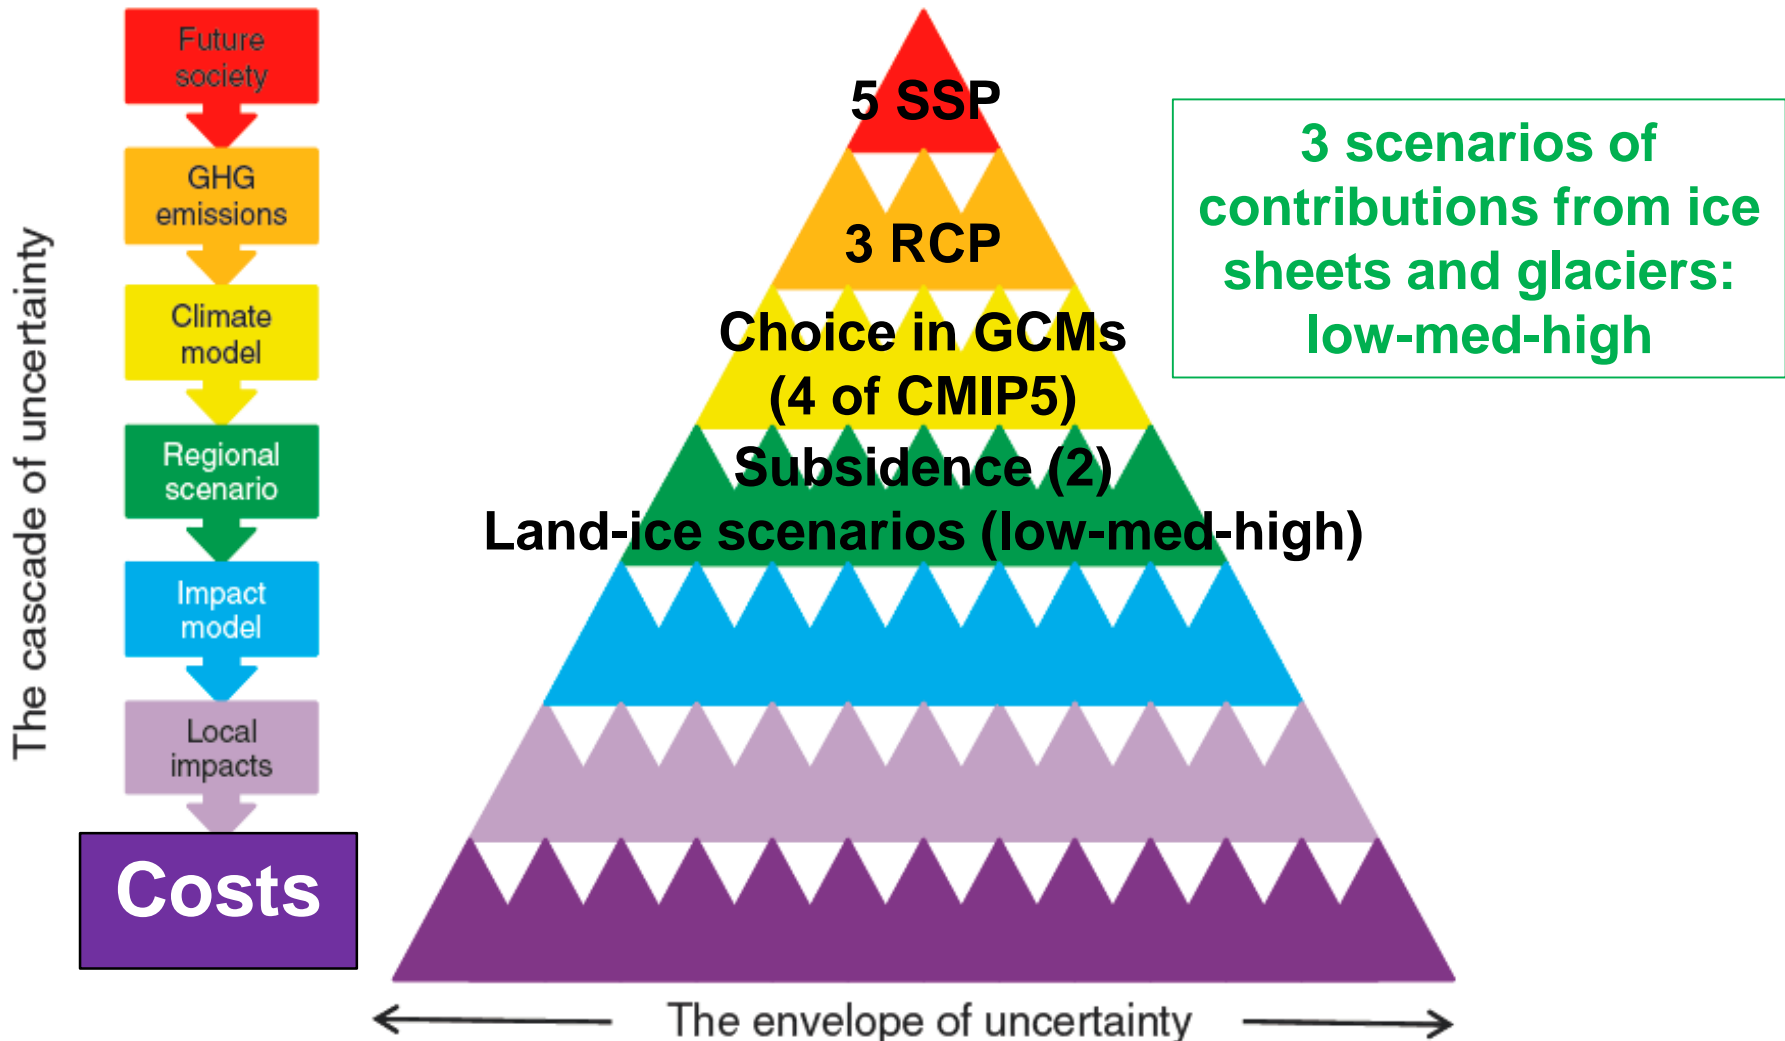 The cascade of uncertainty
Future
society
GHG
emissions
Climate
model
Regional
scenario
Impact
model
Local
impacts
Costs
5 SSP
3 RCP
Choice in GCMs
(4 of CMIP5)
Subsidence (2)
Land-ice scenarios (low-med-high)
3 scenarios of
contributions from ice
sheets and glaciers:
low-med-high
The envelope of uncertainty